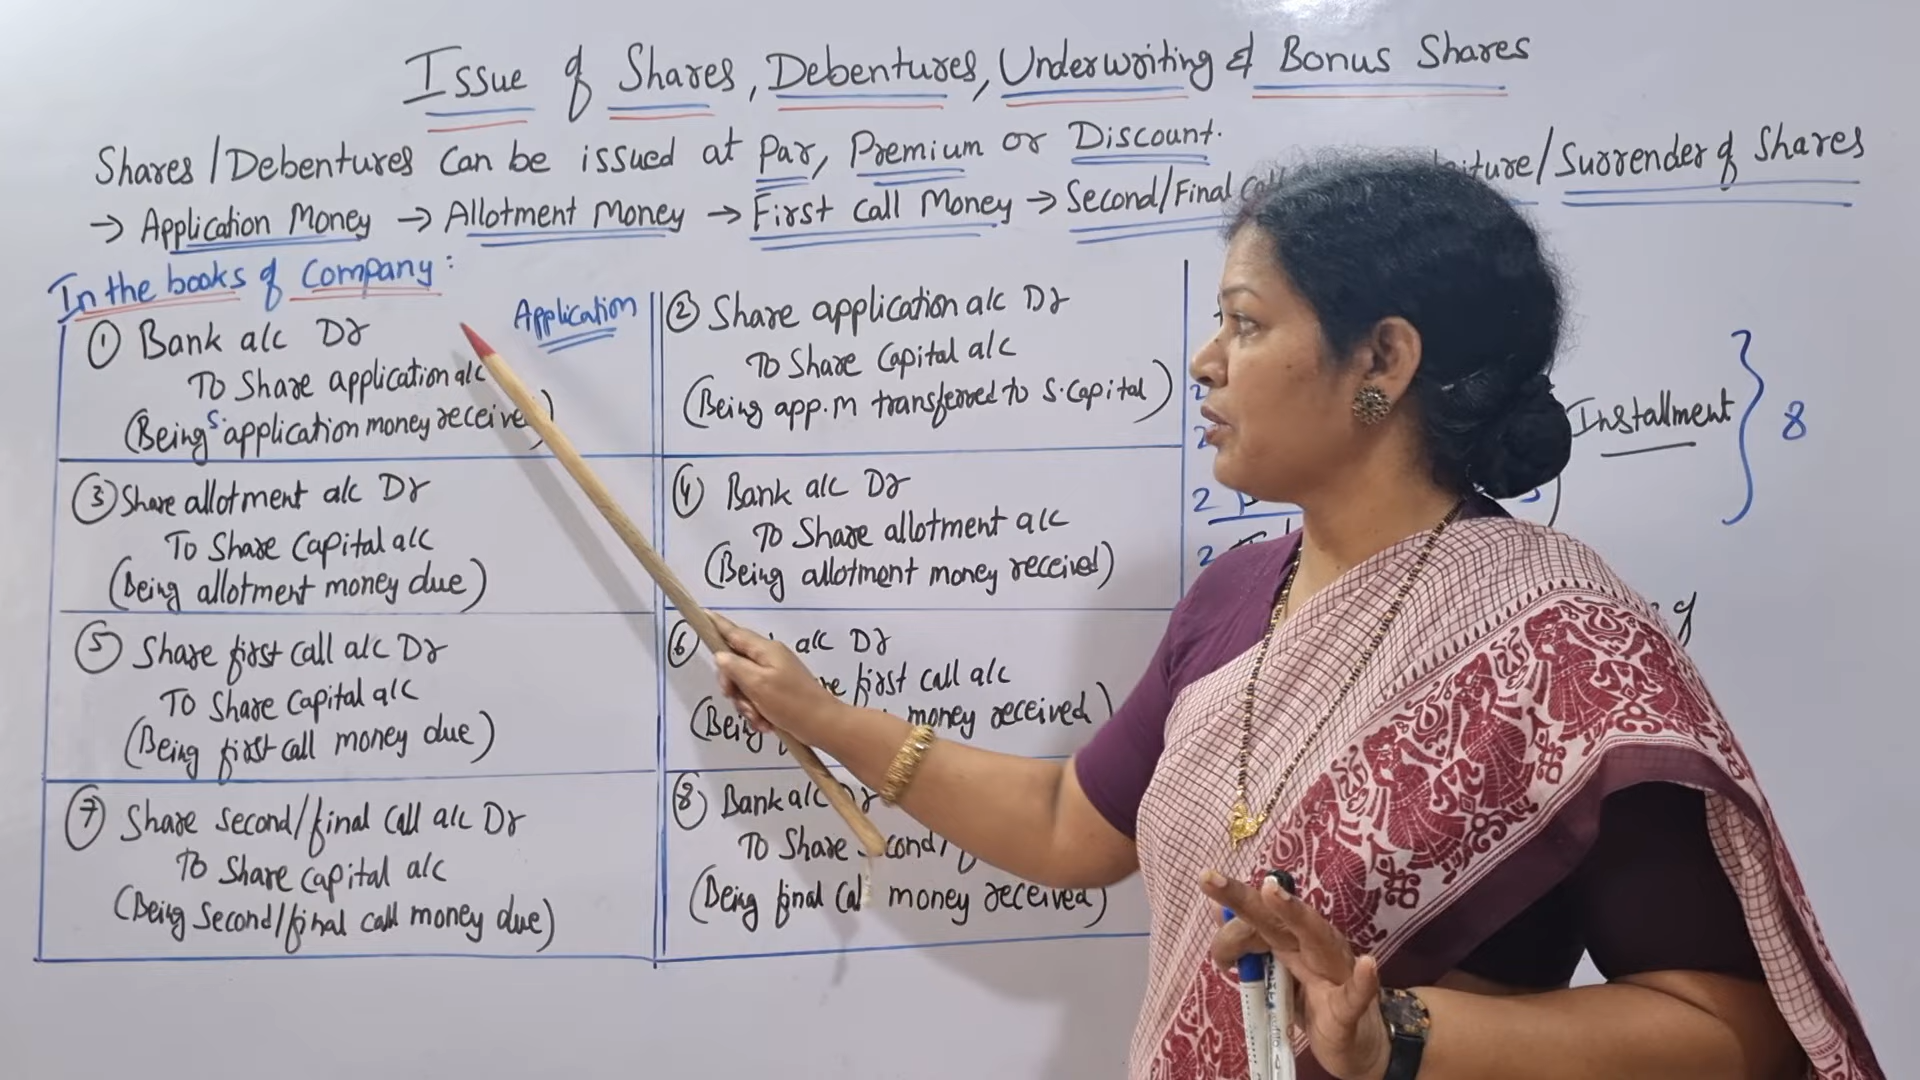 Issue of Shares, Debentures, Underwriting & Bonus Shares
Shares/Debentures can be issued at Par, Premium or Discount.
→ Application Money → Allotment Money → First Call Money → Second/Final Surrender of Shares
In the books of Company:
Application
① Bank a/c Dr
To Share application a/c
(Being S. application money received)
② Share application a/c Dr
To Share Capital a/c
(Being app.M transferred to S.Capital)
③ Share allotment a/c Dr
To Share Capital a/c
(Being allotment money due)
④ Bank a/c Dr
To Share allotment a/c
(Being allotment money received)
⑤ Share first call a/c Dr
To Share Capital a/c
(Being first call money due)
⑥ a/c Dr
first call a/c
money received)
⑦ Share Second/final call a/c Dr
To Share Capital a/c
(Being Second/final call money due)
⑧ Bank a/c Dr
To Share
(Being final money received)
2
2 Installment } 8
2
2